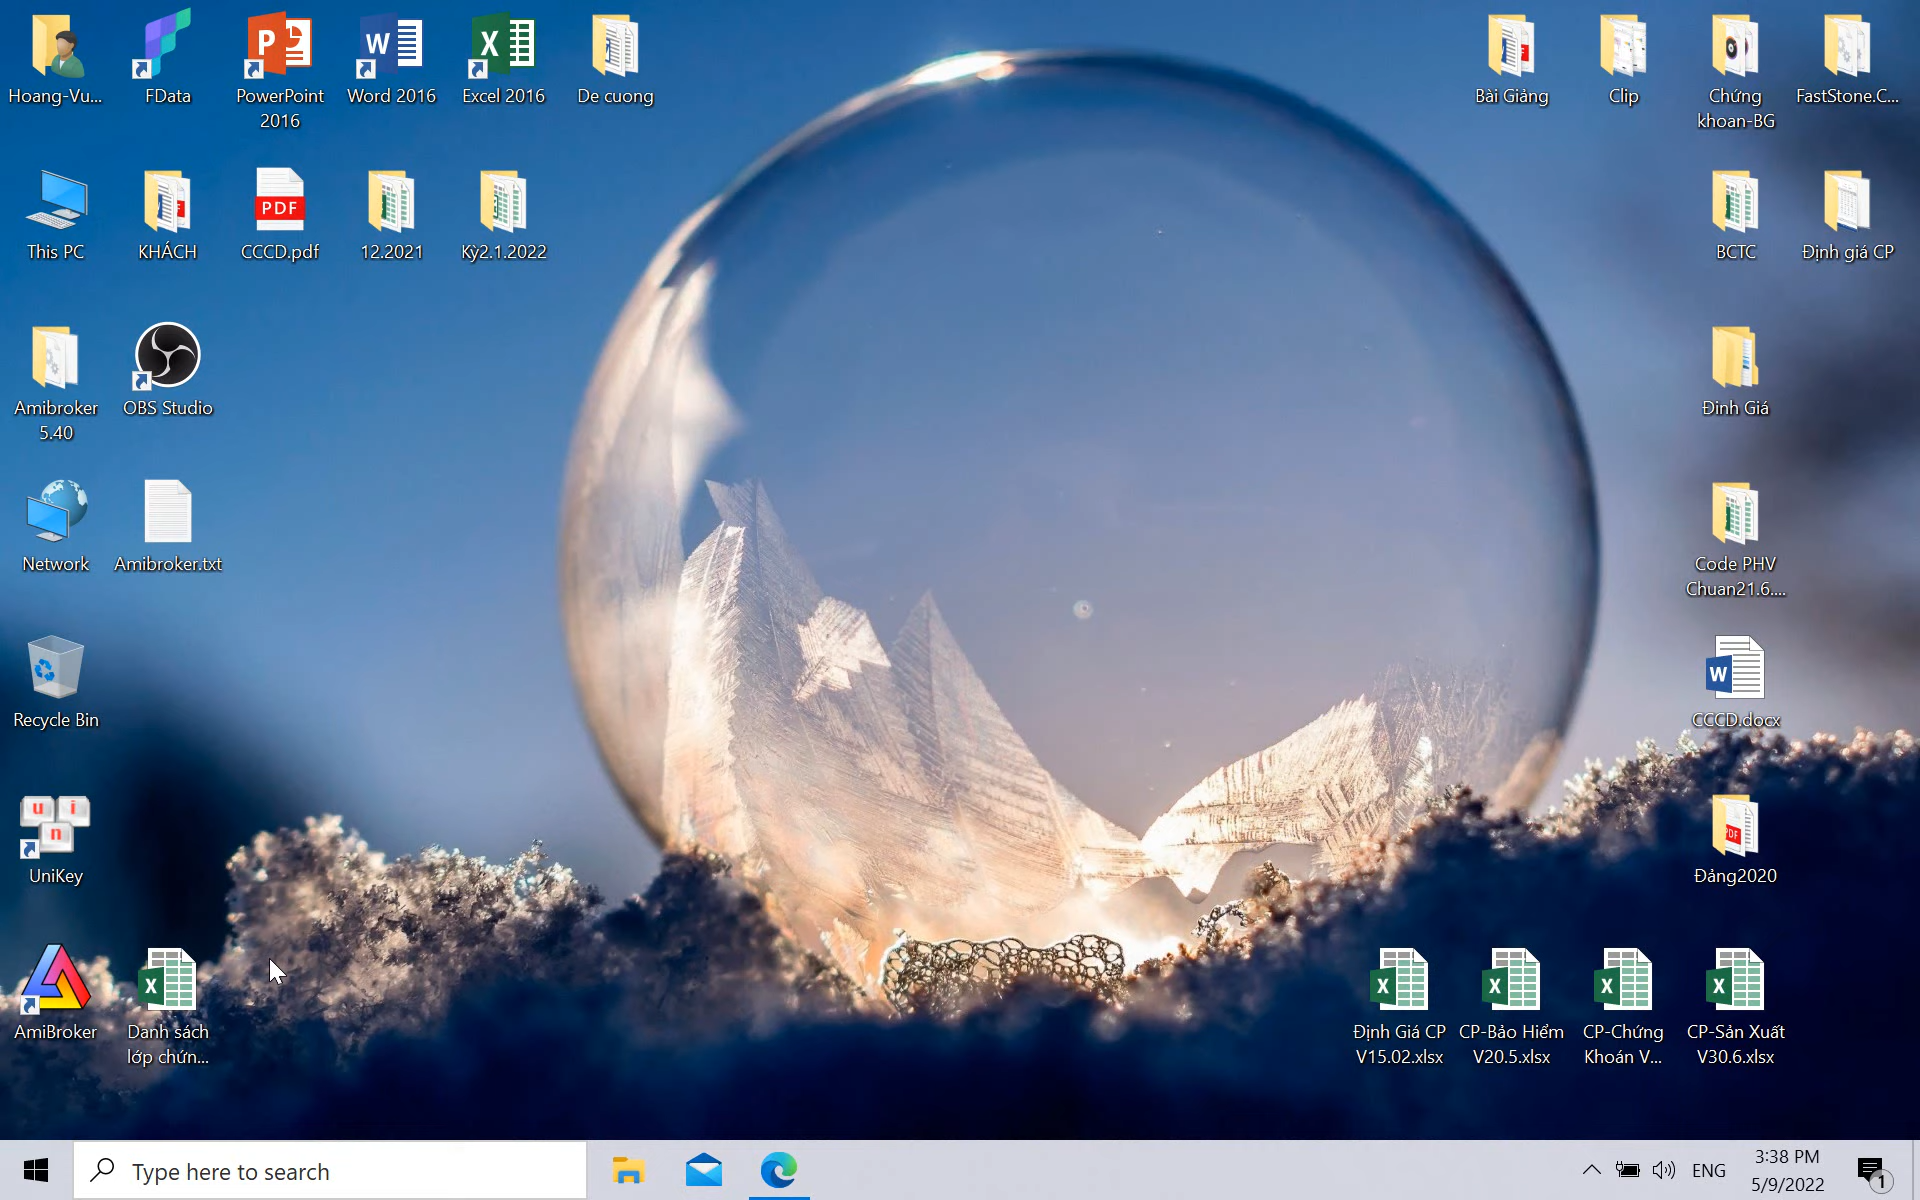 Hoang-Vu...
FData
PowerPoint
2016
Word 2016
Excel 2016
De cuong
Bài Giảng
Clip
Chứng
khoan-BG
FastStone.C...
This PC
KHÁCH
PDF
CCCD.pdf
12.2021
Kỳ2.1.2022
BCTC
Định giá CP
Amibroker
5.40
OBS Studio
Đinh Giá
Network
Amibroker.txt
Code PHV
Chuan21.6....
Recycle Bin
CCCD.docx
u i
n
UniKey
PDF
Đảng2020
AmiBroker
Danh sách
lớp chứn...
Định Giá CP
V15.02.xlsx
CP-Bảo Hiểm
V20.5.xlsx
CP-Chứng
Khoán V...
CP-Sản Xuất
V30.6.xlsx
Type here to search
ENG
3:38 PM
5/9/2022
1